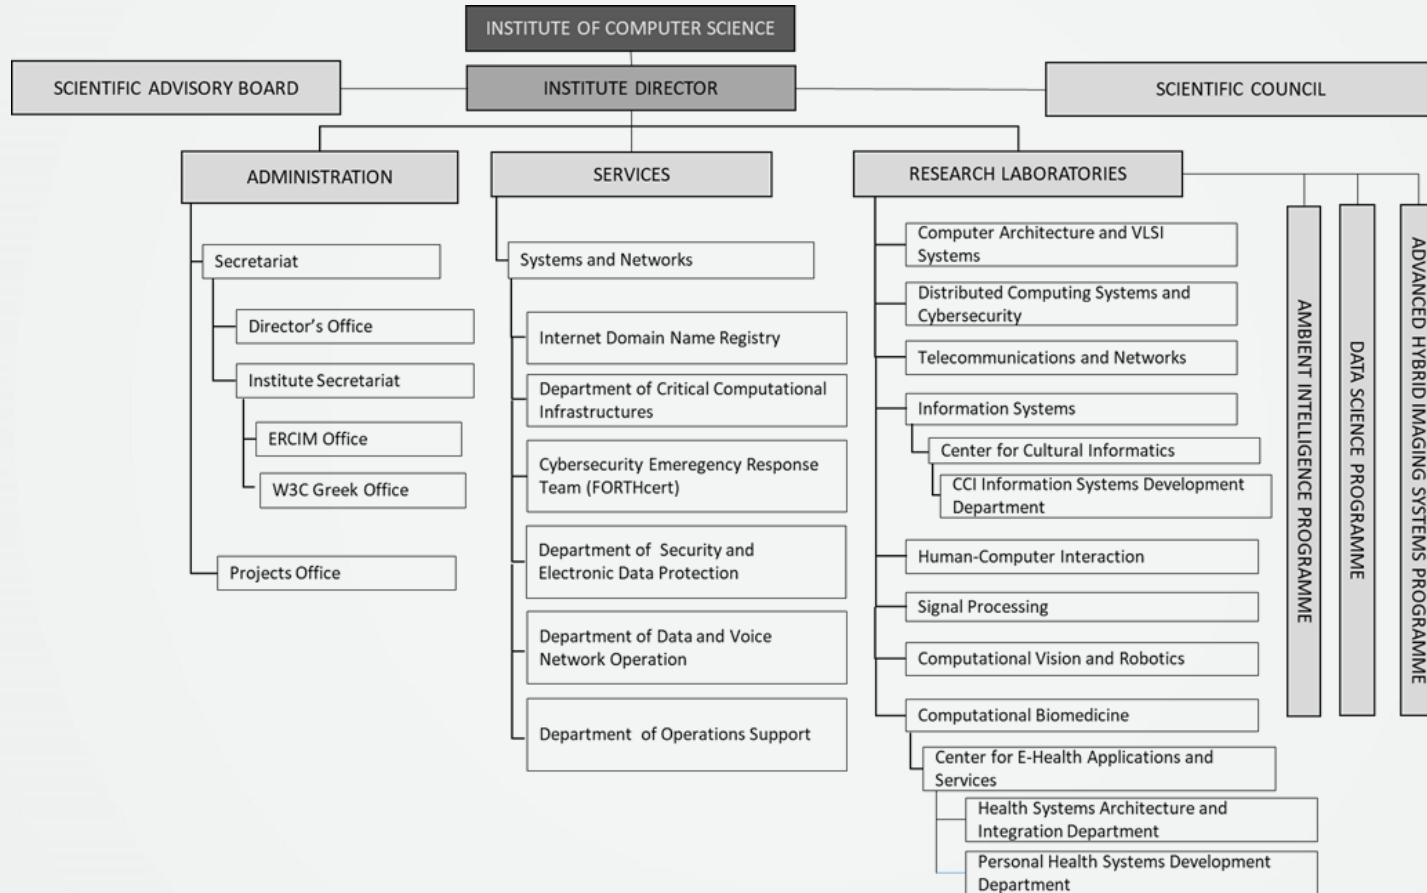 INSTITUTE OF COMPUTER SCIENCE
SCIENTIFIC ADVISORY BOARD
INSTITUTE DIRECTOR
SCIENTIFIC COUNCIL
ADMINISTRATION
Secretariat
Director's Office
Institute Secretariat
ERCIM Office
W3C Greek Office
Projects Office
SERVICES
Systems and Networks
Internet Domain Name Registry
Department of Critical Computational
Infrastructures
Cybersecurity Emeregency Response
Team (FORTHcert)
Department of Security and
Electronic Data Protection
Department of Data and Voice
Network Operation
Department of Operations Support
RESEARCH LABORATORIES
Computer Architecture and VLSI
Systems
Distributed Computing Systems and
Cybersecurity
Telecommunications and Networks
Information Systems
Center for Cultural Informatics
CCI Information Systems Development
Department
Human-Computer Interaction
Signal Processing
Computational Vision and Robotics
Computational Biomedicine
Center for E-Health Applications and
Services
Health Systems Architecture and
Integration Department
Personal Health Systems Development
Department
AMBIENT INTELLIGENCE PROGRAMME
DATA SCIENCE PROGRAMME
ADVANCED HYBRID IMAGING SYSTEMS PROGRAMME